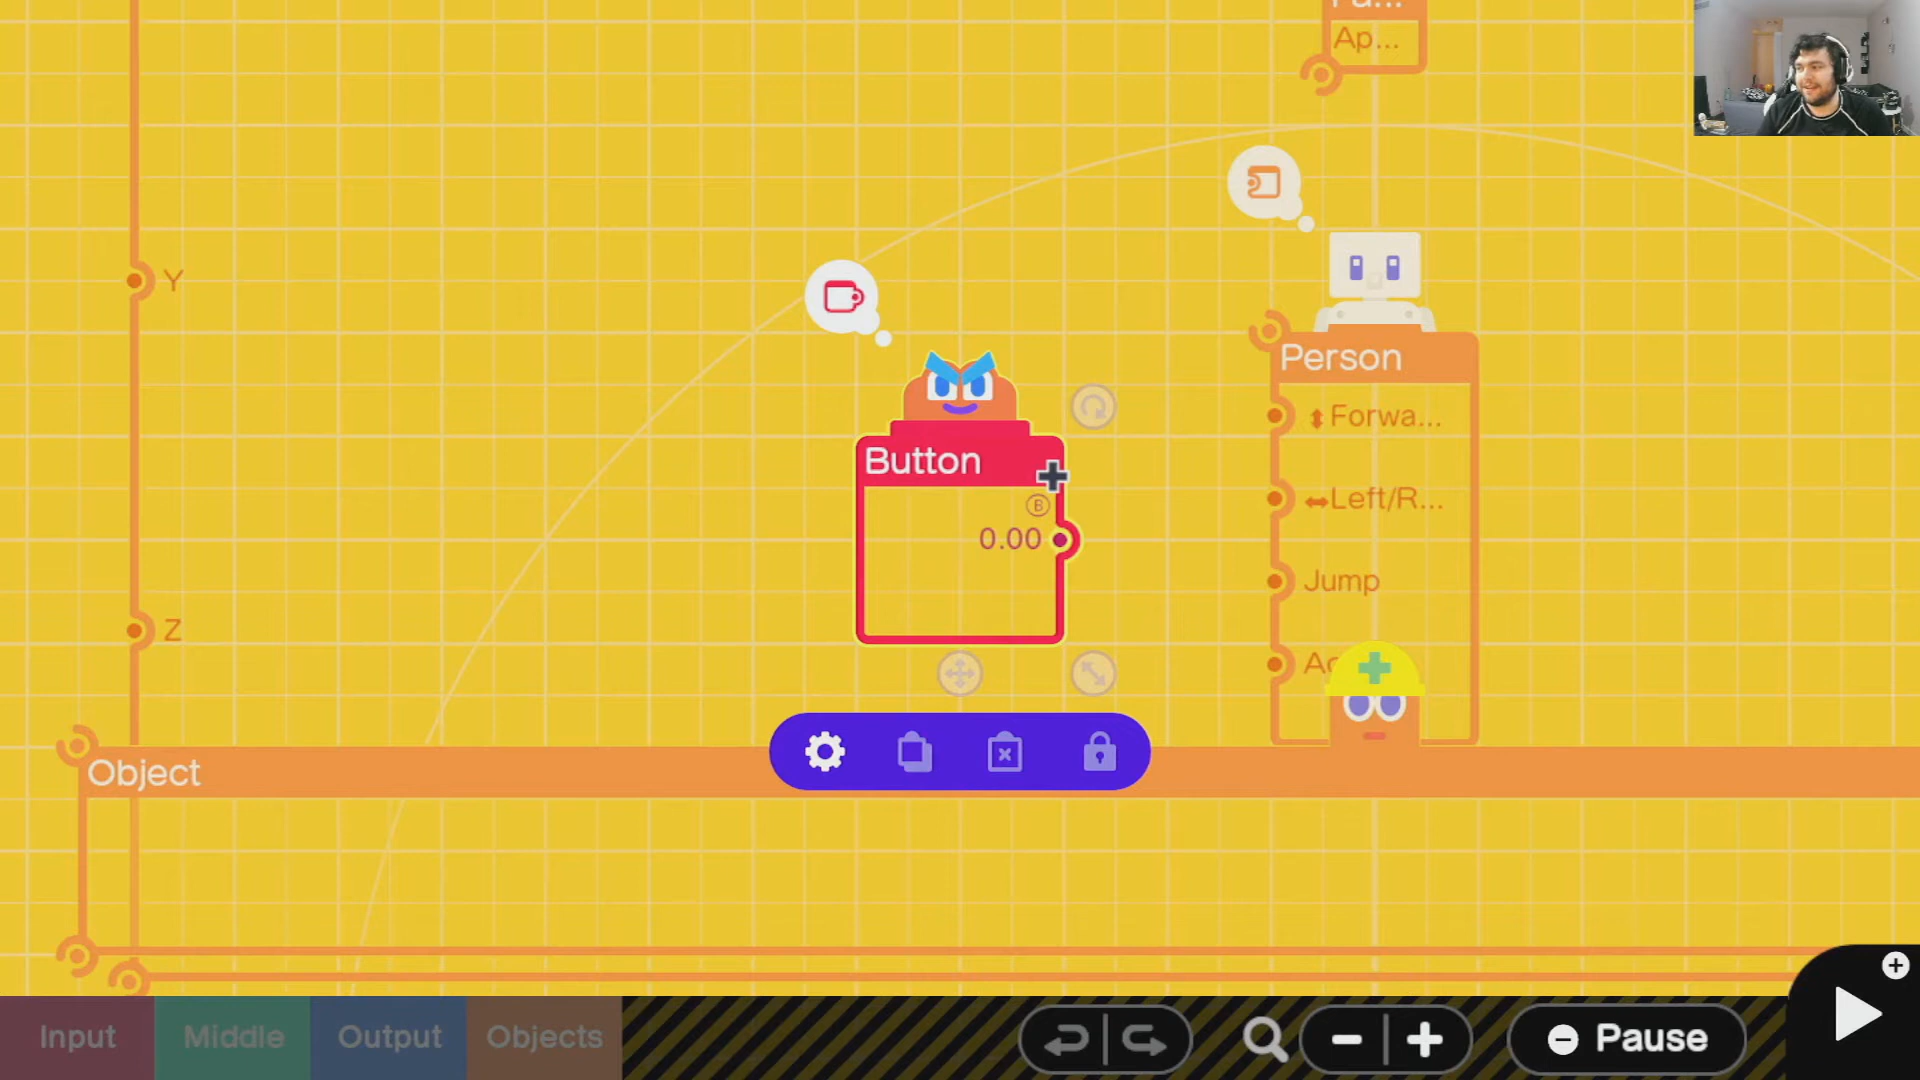 Ap...
Y
Person
Forwa...
Button
B
Left/R...
0.00
Jump
Z
Object
Input
Middle
Output
Objects
Pause